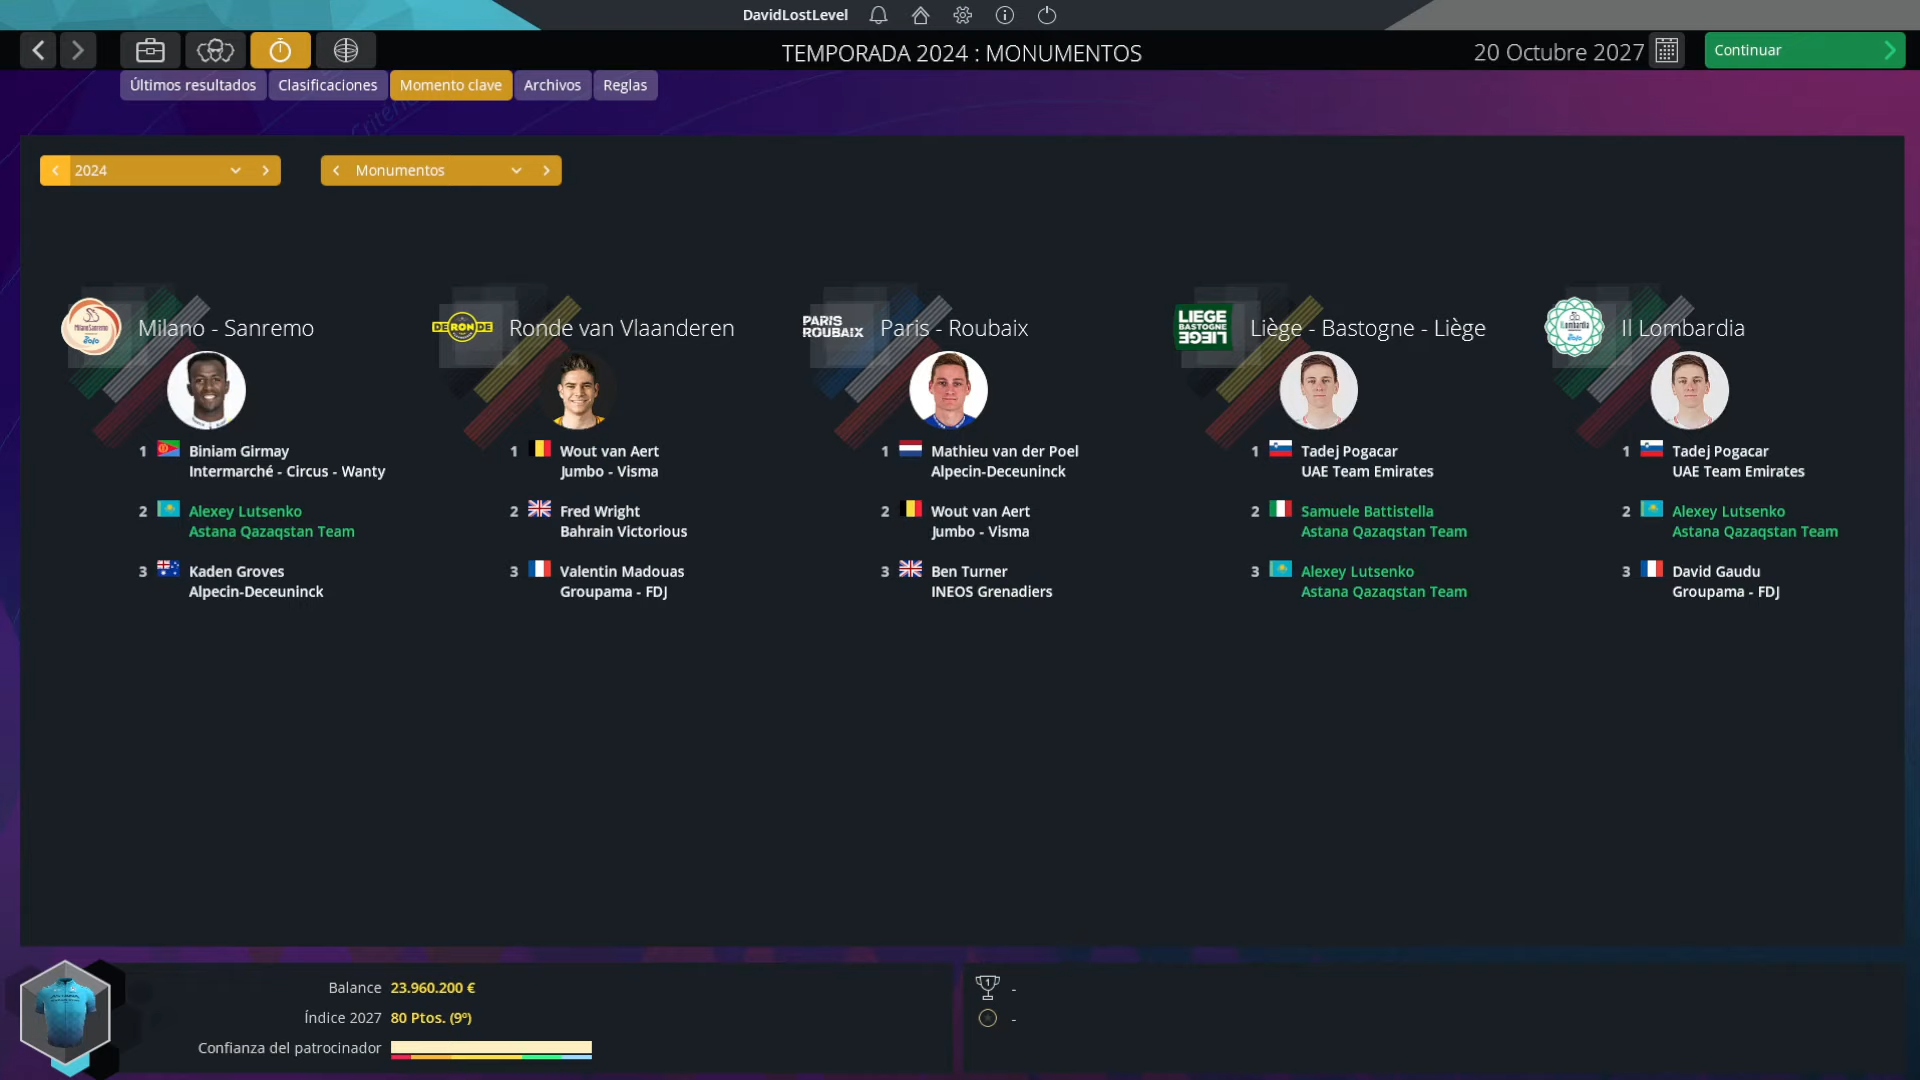 DavidLostLevel
TEMPORADA 2024 : MONUMENTOS
20 Octubre 2027
Continuar
Últimos resultados
Clasificaciones
Momento clave
Archivos
Reglas
2024
Monumentos
Milano - Sanremo
1 Biniam Girmay
Intermarché - Circus - Wanty
2 Alexey Lutsenko
Astana Qazaqstan Team
3 Kaden Groves
Alpecin-Deceuninck
DE RONDE
Ronde van Vlaanderen
1 Wout van Aert
Jumbo - Visma
2 Fred Wright
Bahrain Victorious
3 Valentin Madouas
Groupama - FDJ
PARIS
ROUBAIX
Paris - Roubaix
1 Mathieu van der Poel
Alpecin-Deceuninck
2 Wout van Aert
Jumbo - Visma
3 Ben Turner
INEOS Grenadiers
LIEGE
BASTOGNE
LIEGE
Liège - Bastogne - Liège
1 Tadej Pogacar
UAE Team Emirates
2 Samuele Battistella
Astana Qazaqstan Team
3 Alexey Lutsenko
Astana Qazaqstan Team
Il Lombardia
1 Tadej Pogacar
UAE Team Emirates
2 Alexey Lutsenko
Astana Qazaqstan Team
3 David Gaudu
Groupama - FDJ
Balance 23.960.200 €
Índice 2027 80 Ptos. (9º)
Confianza del patrocinador
1 -
-